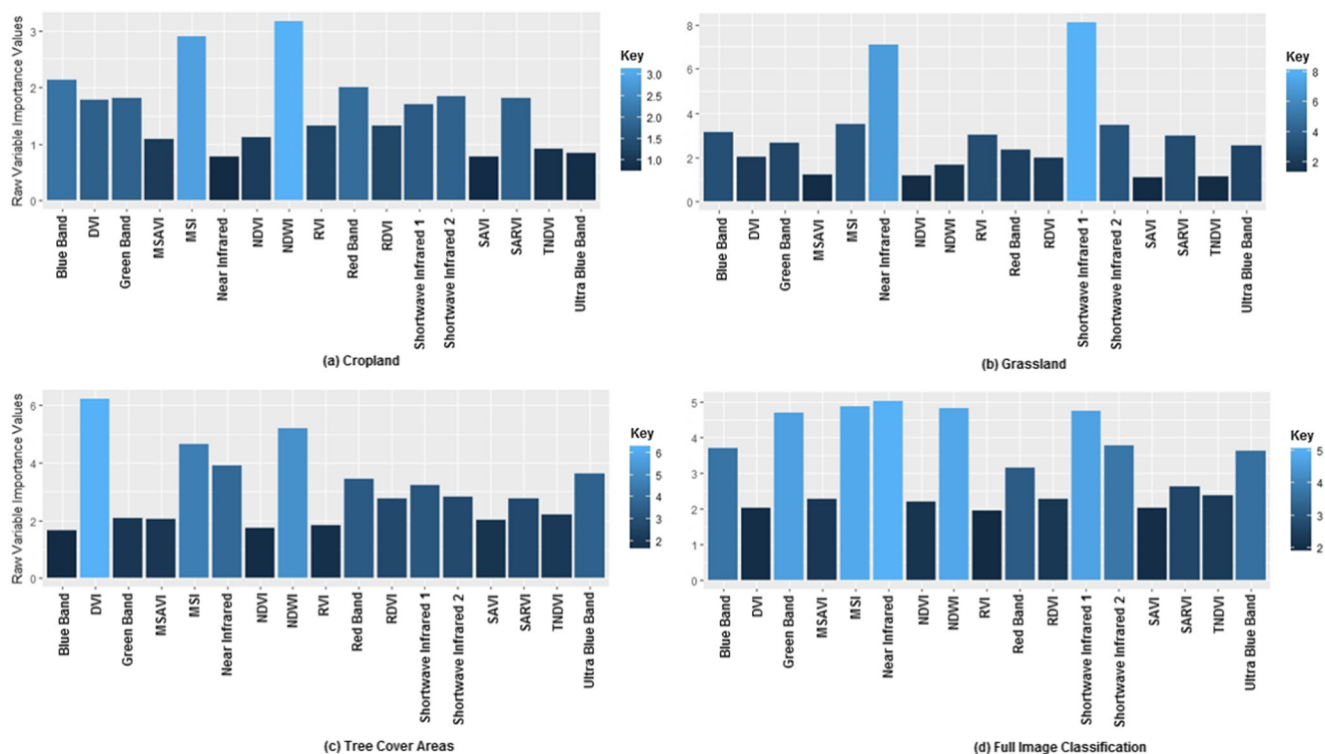 Raw Variable Importance Values
3
2
1
0
Blue Band
DVI
Green Band
MSAVI
MSI
Near Infrared
NDVI
NDWI
RVI
Red Band
RDVI
Shortwave Infrared 1
Shortwave Infrared 2
SAVI
SARVI
TNDVI
Ultra Blue Band
Key
3.0
2.5
2.0
1.5
1.0
(a) Cropland
8
6
4
2
0
Blue Band
DVI
Green Band
MSAVI
MSI
Near Infrared
NDVI
NDWI
RVI
Red Band
RDVI
Shortwave Infrared 1
Shortwave Infrared 2
SAVI
SARVI
TNDVI
Ultra Blue Band
Key
8
6
4
2
(b) Grassland
Raw Variable Importance Values
6
4
2
0
Blue Band
DVI
Green Band
MSAVI
MSI
Near Infrared
NDVI
NDWI
RVI
Red Band
RDVI
Shortwave Infrared 1
Shortwave Infrared 2
SAVI
SARVI
TNDVI
Ultra Blue Band
Key
6
5
4
3
2
(c) Tree Cover Areas
5
4
3
2
1
0
Blue Band
DVI
Green Band
MSAVI
MSI
Near Infrared
NDVI
NDWI
RVI
Red Band
RDVI
Shortwave Infrared 1
Shortwave Infrared 2
SAVI
SARVI
TNDVI
Ultra Blue Band
Key
5
4
3
2
(d) Full Image Classification